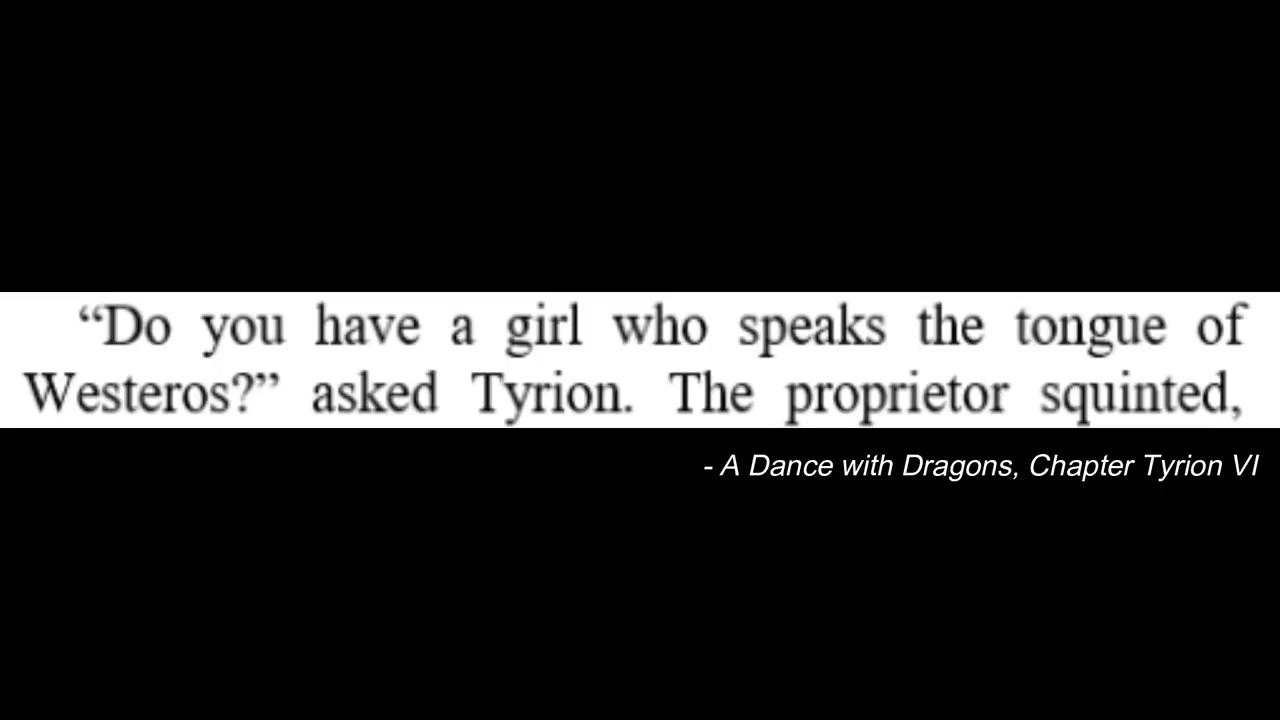 “Do you have a girl who speaks the tongue of
Westeros?” asked Tyrion. The proprietor squinted,
- A Dance with Dragons, Chapter Tyrion VI